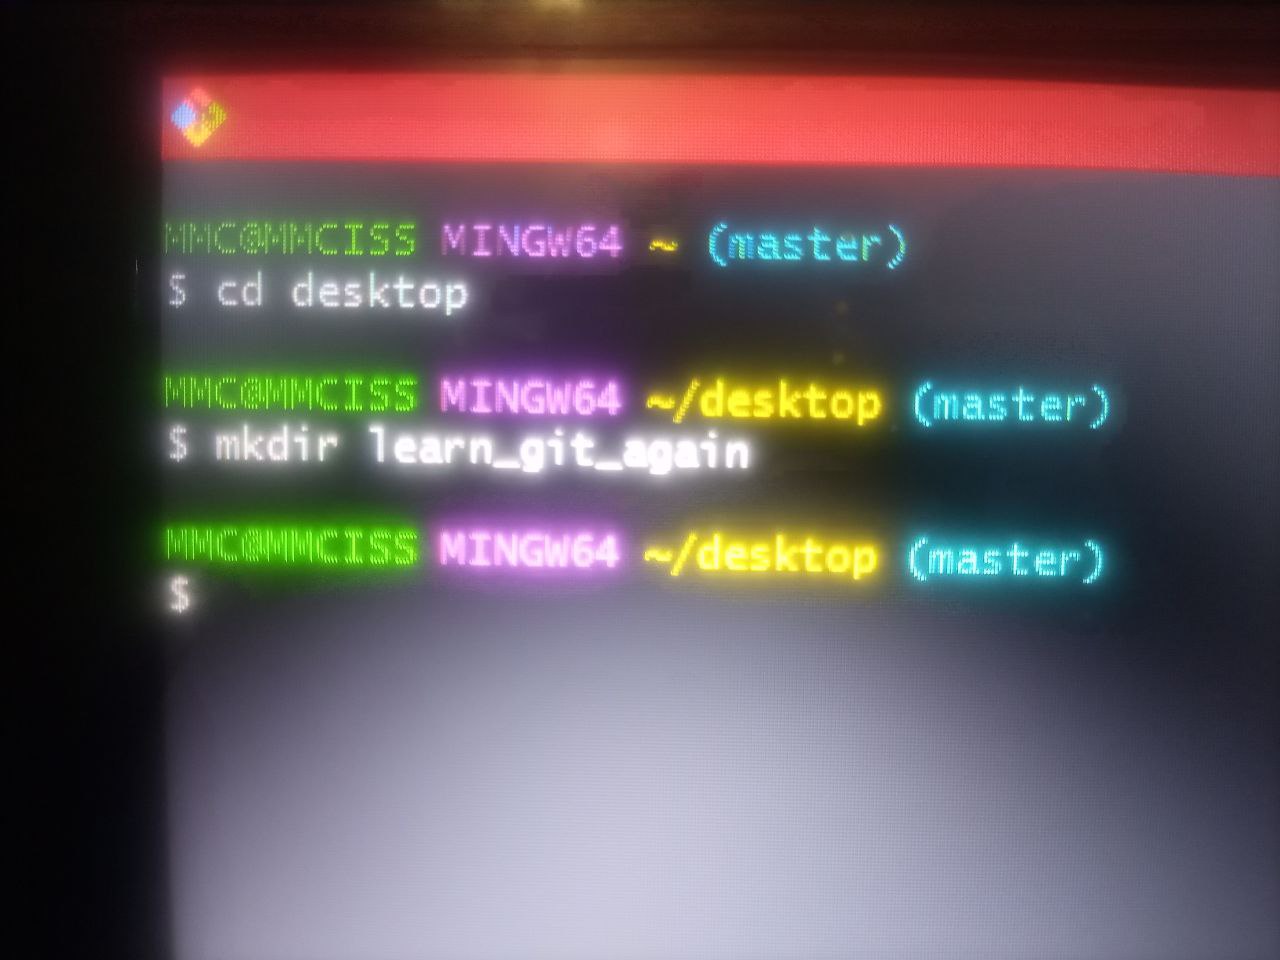 MMC@MMCISS MINGW64 ~ (master)
$ cd desktop
MMC@MMCISS MINGW64 ~/desktop (master)
$ mkdir learn_git_again
MMC@MMCISS MINGW64 ~/desktop (master)
$